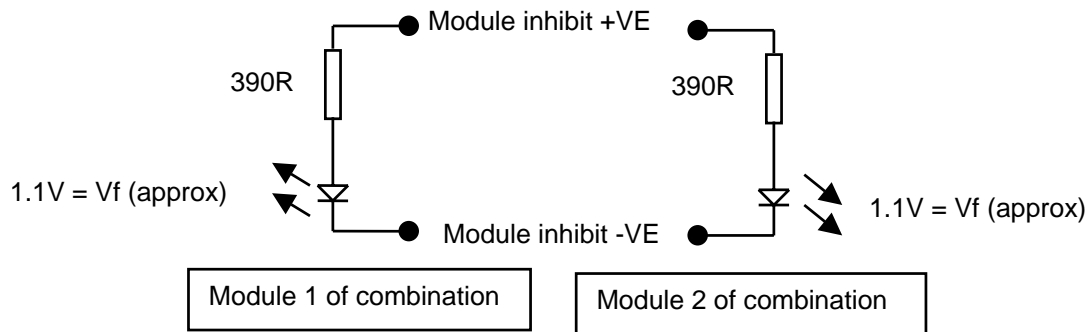 Module inhibit +VE
390R
390R
1.1V = Vf (approx)
1.1V = Vf (approx)
Module inhibit -VE
Module 1 of combination
Module 2 of combination